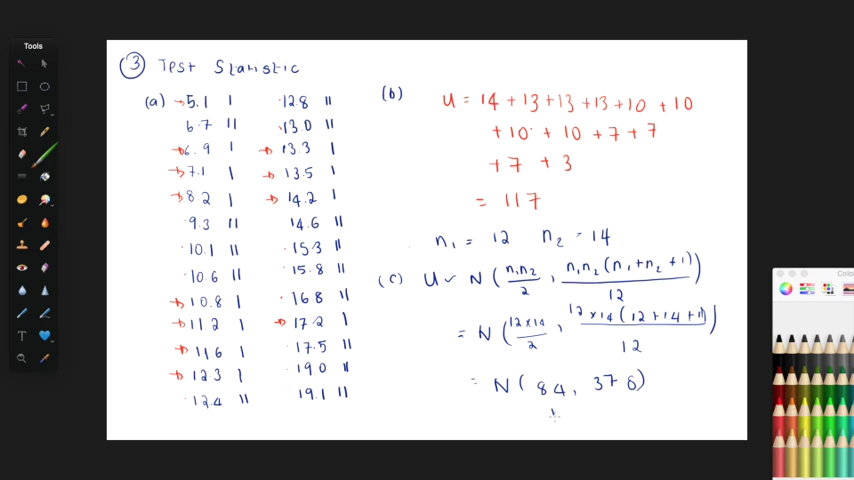 Tools
③ Test Statistic
(a) → 5.1 I
6.7 II
→ 6.9 I
→ 7.1 I
→ 8.2 I
9.3 II
10.1 II
10.6 II
→ 10.8 I
→ 11.2 I
→ 11.6 I
→ 12.3 I
12.4 II
12.8 II
13.0 II
→ 13.3 I
→ 13.5 I
→ 14.2 I
14.6 II
15.3 II
15.8 II
16.8 II
→ 17.2 I
17.5 II
19.0 II
19.1 II
(b) U = 14 + 13 + 13 + 13 + 10 + 10
+ 10 + 10 + 7 + 7
+ 7 + 3
= 117
n₁ = 12 n₂ = 14
(c) U ~ N ( n₁n₂/2 , n₁n₂(n₁+n₂+1)/12 )
= N ( 12×14/2 , 12×14(12+14+1)/12 )
= N ( 84, 378 )
Colors